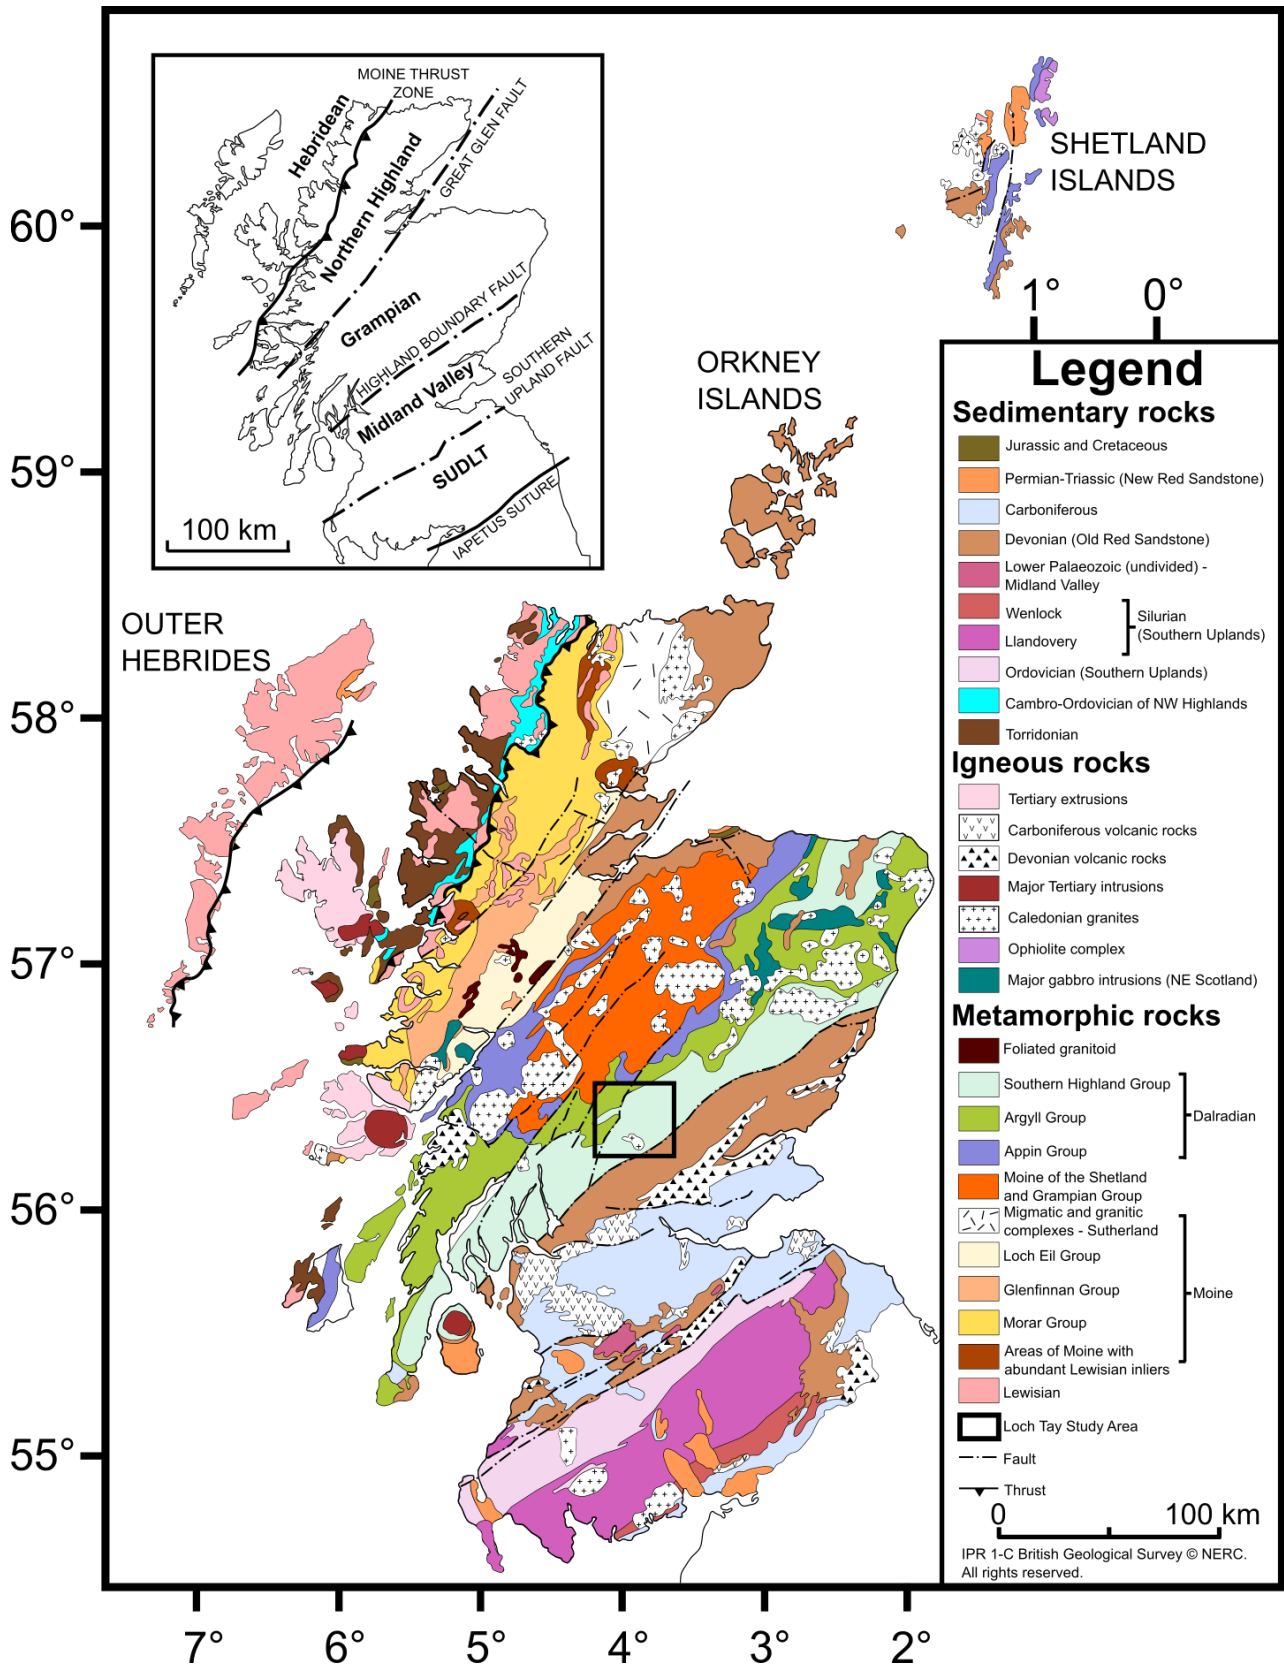 MOINE THRUST
ZONE
Hebridean
Northern Highland
GREAT GLEN FAULT
Grampian
HIGHLAND BOUNDARY FAULT
Midland Valley
SOUTHERN
UPLAND FAULT
SUDLT
IAPETUS SUTURE
100 km
SHETLAND
ISLANDS
1°
0°
ORKNEY
ISLANDS
OUTER
HEBRIDES
60°
59°
58°
57°
56°
55°
7°
6°
5°
4°
3°
2°
Legend
Sedimentary rocks
Jurassic and Cretaceous
Permian-Triassic (New Red Sandstone)
Carboniferous
Devonian (Old Red Sandstone)
Lower Palaeozoic (undivided) -
Midland Valley
Wenlock
Llandovery
Silurian
(Southern Uplands)
Ordovician (Southern Uplands)
Cambro-Ordovician of NW Highlands
Torridonian
Igneous rocks
Tertiary extrusions
Carboniferous volcanic rocks
Devonian volcanic rocks
Major Tertiary intrusions
Caledonian granites
Ophiolite complex
Major gabbro intrusions (NE Scotland)
Metamorphic rocks
Foliated granitoid
Southern Highland Group
Argyll Group
Appin Group
Dalradian
Moine of the Shetland
and Grampian Group
Migmatic and granitic
complexes - Sutherland
Loch Eil Group
Glenfinnan Group
Morar Group
Areas of Moine with
abundant Lewisian inliers
Moine
Lewisian
Loch Tay Study Area
Fault
Thrust
0
100 km
IPR 1-C British Geological Survey © NERC.
All rights reserved.